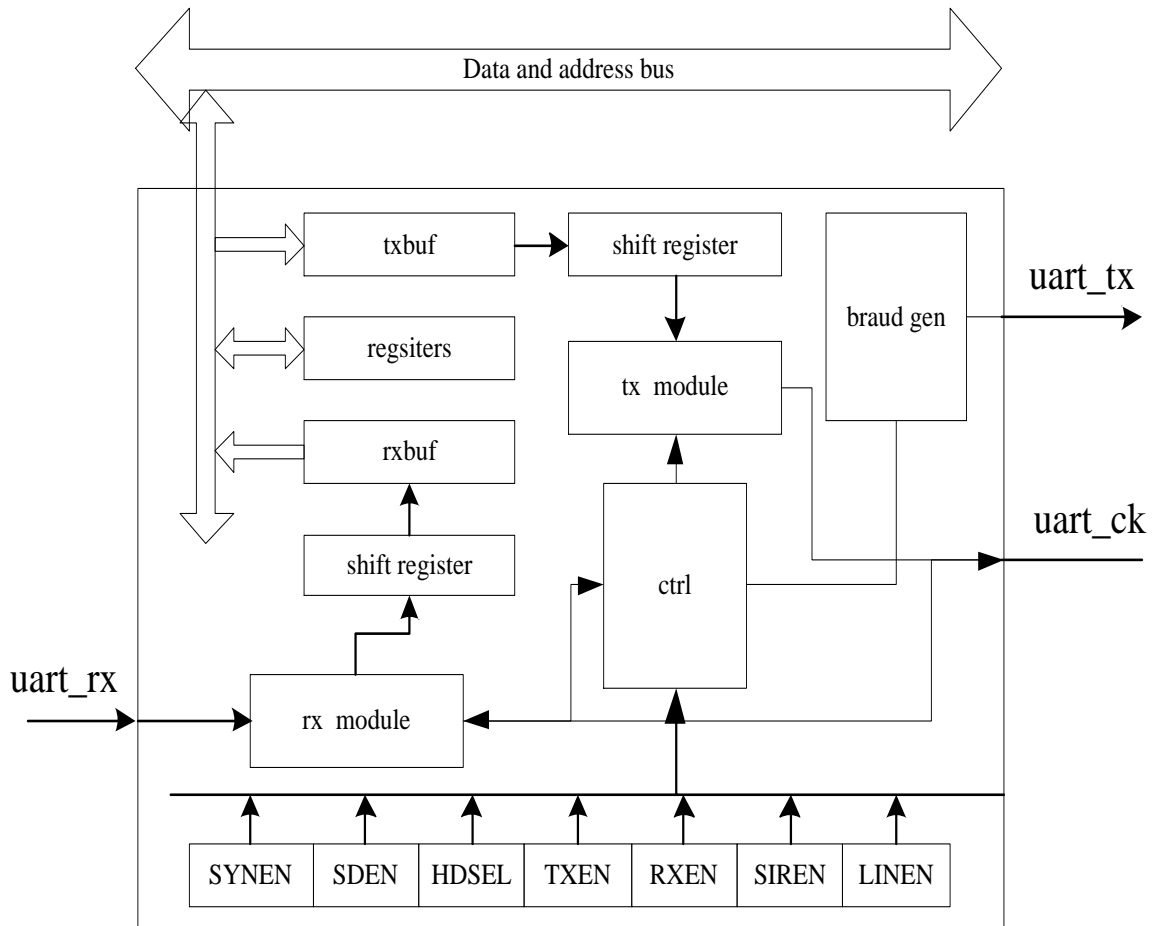 Data and address bus
txbuf
shift register
braud gen
uart_tx
regsiters
tx module
rxbuf
uart_ck
shift register
ctrl
uart_rx
rx module
SYNEN SDEN HDSEL TXEN RXEN SIREN LINEN